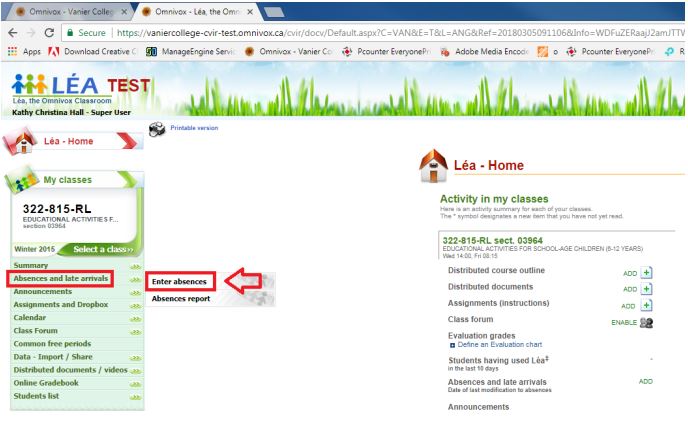 Omnivox - Vanier Colleg
Omnivox - Léa, the Omni
Secure | https://vaniercollege-cvir-test.omnivox.ca/cvir/docv/Default.aspx?C=VAN&E=T&L=ANG&Ref=20180305091106&Info=
Apps Download Creative Cl ManageEngine Servic Omnivox - Vanier Col Pcounter EveryonePri Adobe Media Encode o Pcounter EveryonePri R
LÉA TEST
Léa, the Omnivox Classroom
Kathy Christina Hall - Super User
Printable version
Léa - Home
My classes
322-815-RL
EDUCATIONAL ACTIVITIES F...
section 03964
Winter 2015 Select a class
Summary
Absences and late arrivals
Announcements
Assignments and Dropbox
Calendar
Class Forum
Common free periods
Data - Import / Share
Distributed documents / videos
Online Gradebook
Students list
Enter absences
Absences report
Léa - Home
Activity in my classes
Here is an activity summary for each of your classes.
The * symbol designates a new item that you have not yet read.
322-815-RL sect. 03964
EDUCATIONAL ACTIVITIES FOR SCHOOL-AGE CHILDREN (6-12 YEARS)
Wed 14:00, Fri 08:15
Distributed course outline ADD
Distributed documents ADD
Assignments (instructions) ADD
Class forum ENABLE
Evaluation grades
Define an Evaluation chart
Students having used Léa‡ -
in the last 10 days
Absences and late arrivals ADD
Date of last modification to absences
Announcements